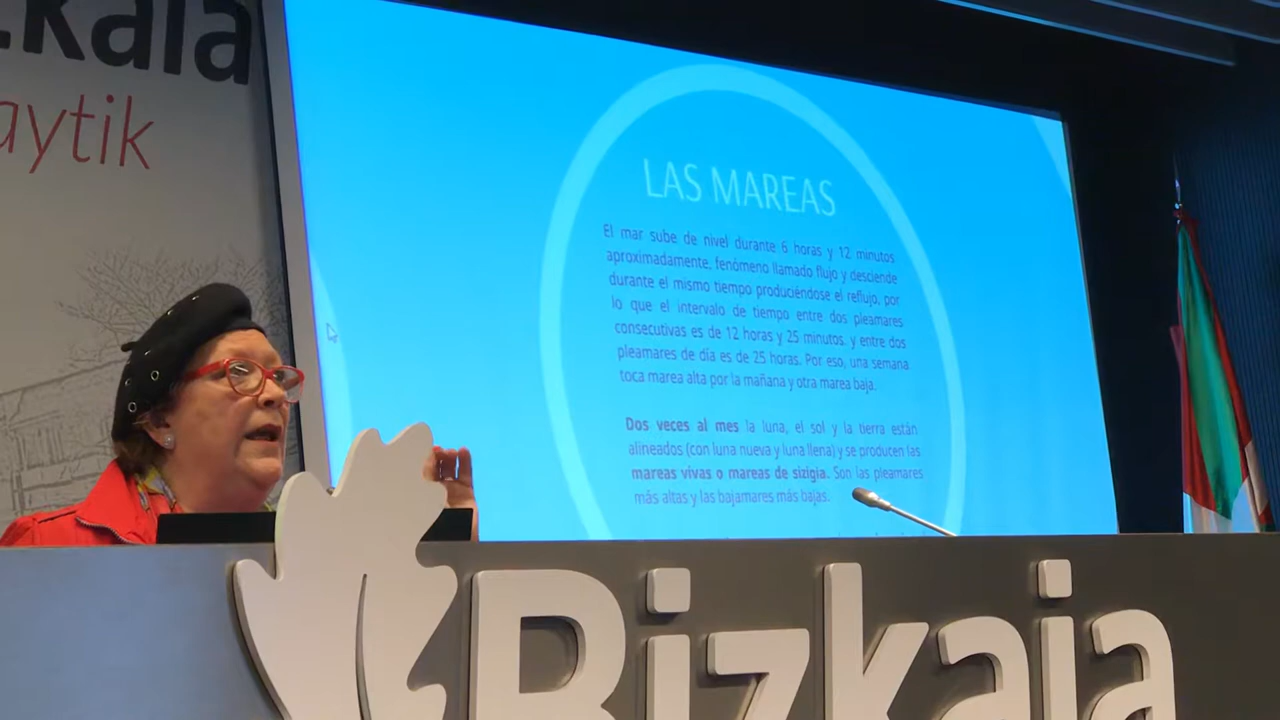 zkaia
aytik
LAS MAREAS
El mar sube de nivel durante 6 horas y 12 minutos
aproximadamente, fenómeno llamado flujo y desciende
durante el mismo tiempo produciéndose el reflujo, por
lo que el intervalo de tiempo entre dos pleamares
consecutivas es de 12 horas y 25 minutos, y entre dos
pleamares de día es de 25 horas. Por eso, una semana
toca marea alta por la mañana y otra marea baja.
Dos veces al mes la luna, el sol y la tierra están
alineados (con luna nueva y luna llena) y se producen las
mareas vivas o mareas de sizigia. Son las pleamares
más altas y las bajamares más bajas.
Bizkaia